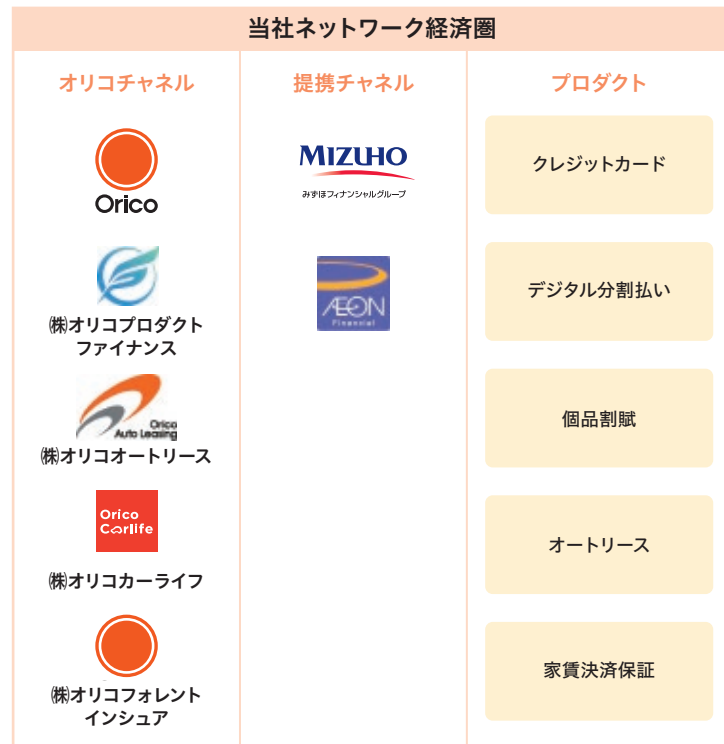 当社ネットワーク経済圏
オリコチャネル
Orico
㈱オリコプロダクト
ファイナンス
Orico
Auto Leasing
㈱オリコオートリース
Orico
Carlife
㈱オリコカーライフ
㈱オリコフォレント
インシュア
提携チャネル
MIZUHO
みずほフィナンシャルグループ
ÆON
Financial
プロダクト
クレジットカード
デジタル分割払い
個品割賦
オートリース
家賃決済保証